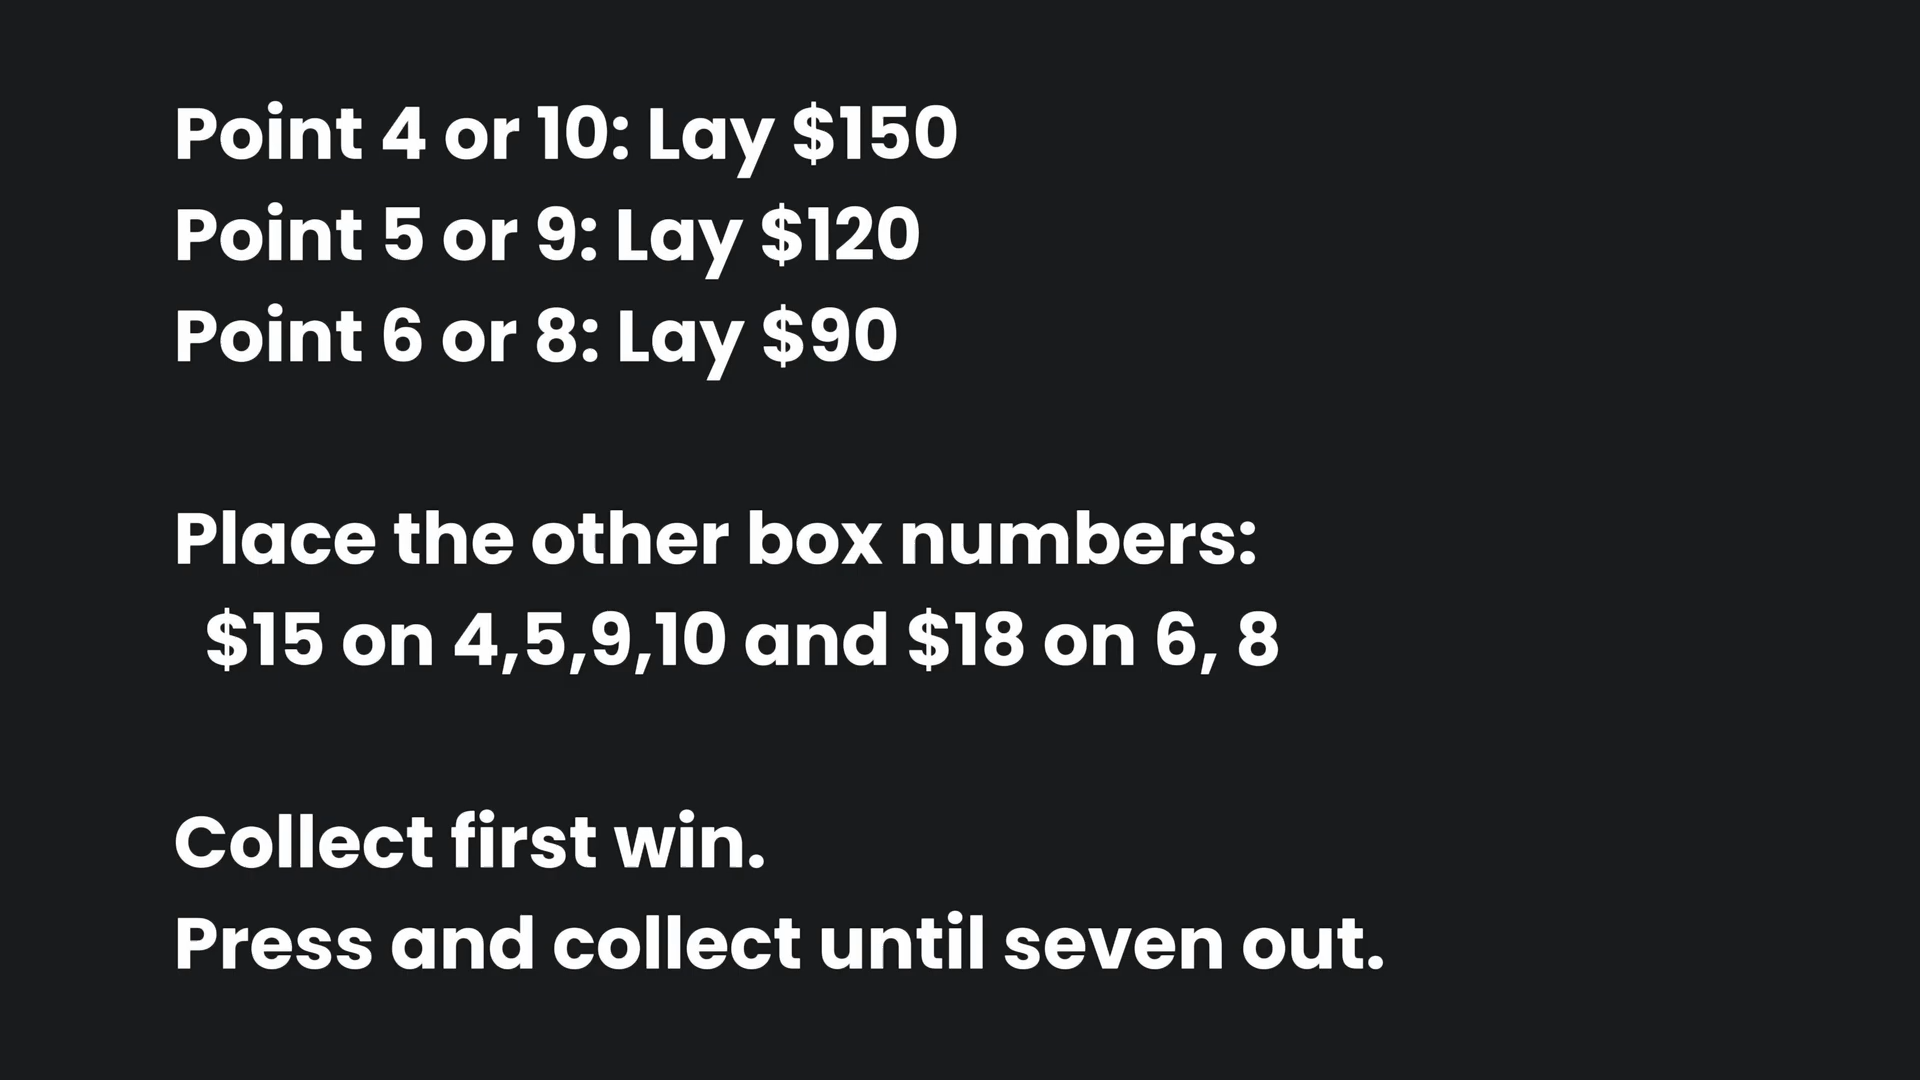 Point 4 or 10: Lay $150
Point 5 or 9: Lay $120
Point 6 or 8: Lay $90
Place the other box numbers:
$15 on 4,5,9,10 and $18 on 6, 8
Collect first win.
Press and collect until seven out.